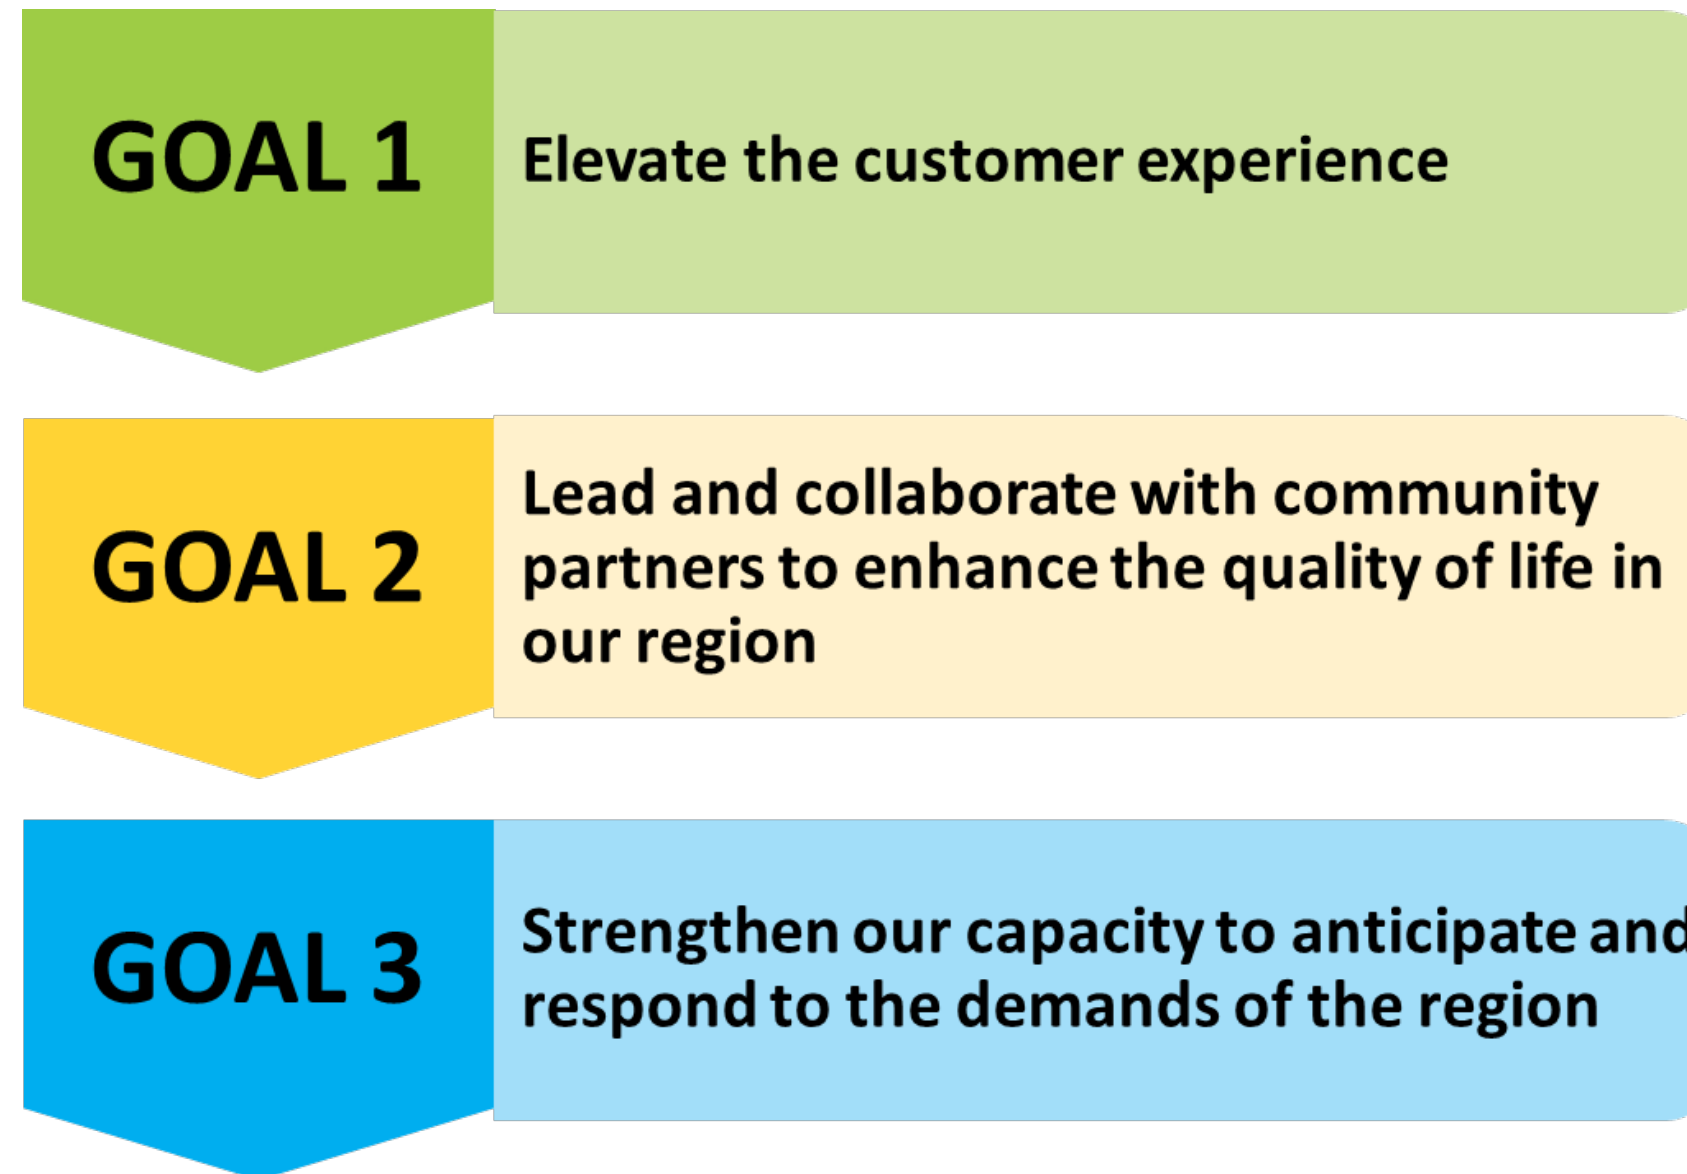 GOAL 1
Elevate the customer experience
GOAL 2
Lead and collaborate with community
partners to enhance the quality of life in
our region
GOAL 3
Strengthen our capacity to anticipate and
respond to the demands of the region